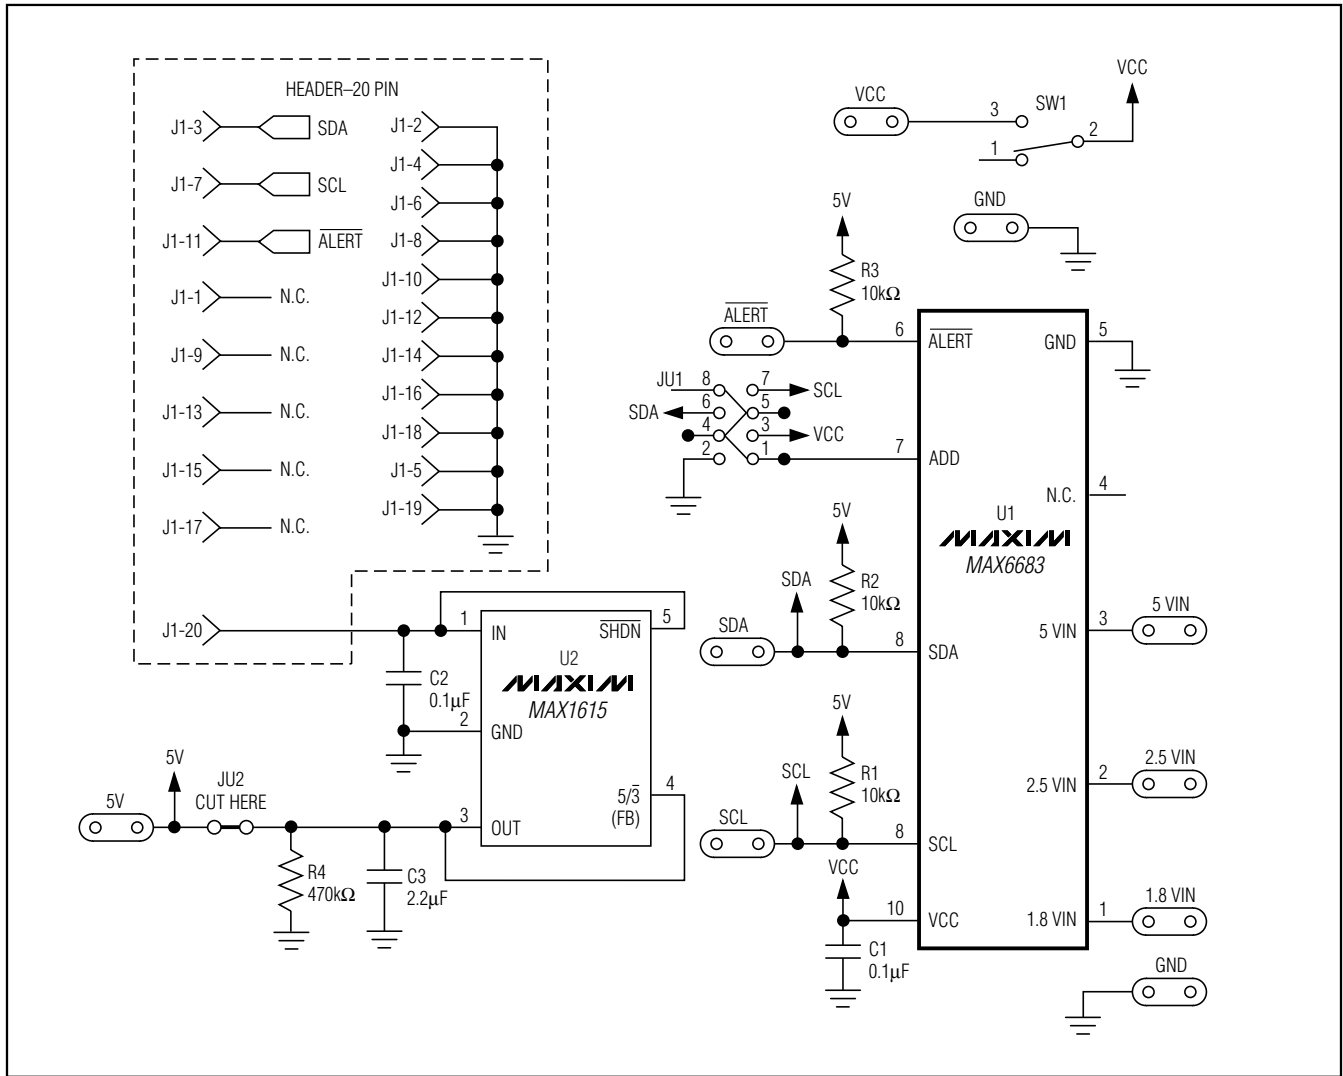 HEADER–20 PIN
J1-3 SDA
J1-7 SCL
J1-11 ALERT
J1-1 N.C.
J1-9 N.C.
J1-13 N.C.
J1-15 N.C.
J1-17 N.C.
J1-20
J1-2
J1-4
J1-6
J1-8
J1-10
J1-12
J1-14
J1-16
J1-18
J1-5
J1-19
1 IN
2 GND
3 OUT
SHDN 5
5/3 4
(FB)
U2
MAXIM
MAX1615
C2
0.1µF
5V
5V
JU2
CUT HERE
R4
470kΩ
C3
2.2µF
VCC
3 SW1
1
2
VCC
GND
5V
R3
10kΩ
ALERT
6 ALERT
JU1 8 7 SCL
SDA 6 5
4 3 VCC
2 1
7 ADD
5V
R2
10kΩ
SDA
SDA
8 SDA
5V
R1
10kΩ
SCL
SCL
8 SCL
VCC
10 VCC
C1
0.1µF
U1
MAXIM
MAX6683
GND 5
N.C. 4
5 VIN 3
5 VIN
2.5 VIN 2
2.5 VIN
1.8 VIN 1
1.8 VIN
GND